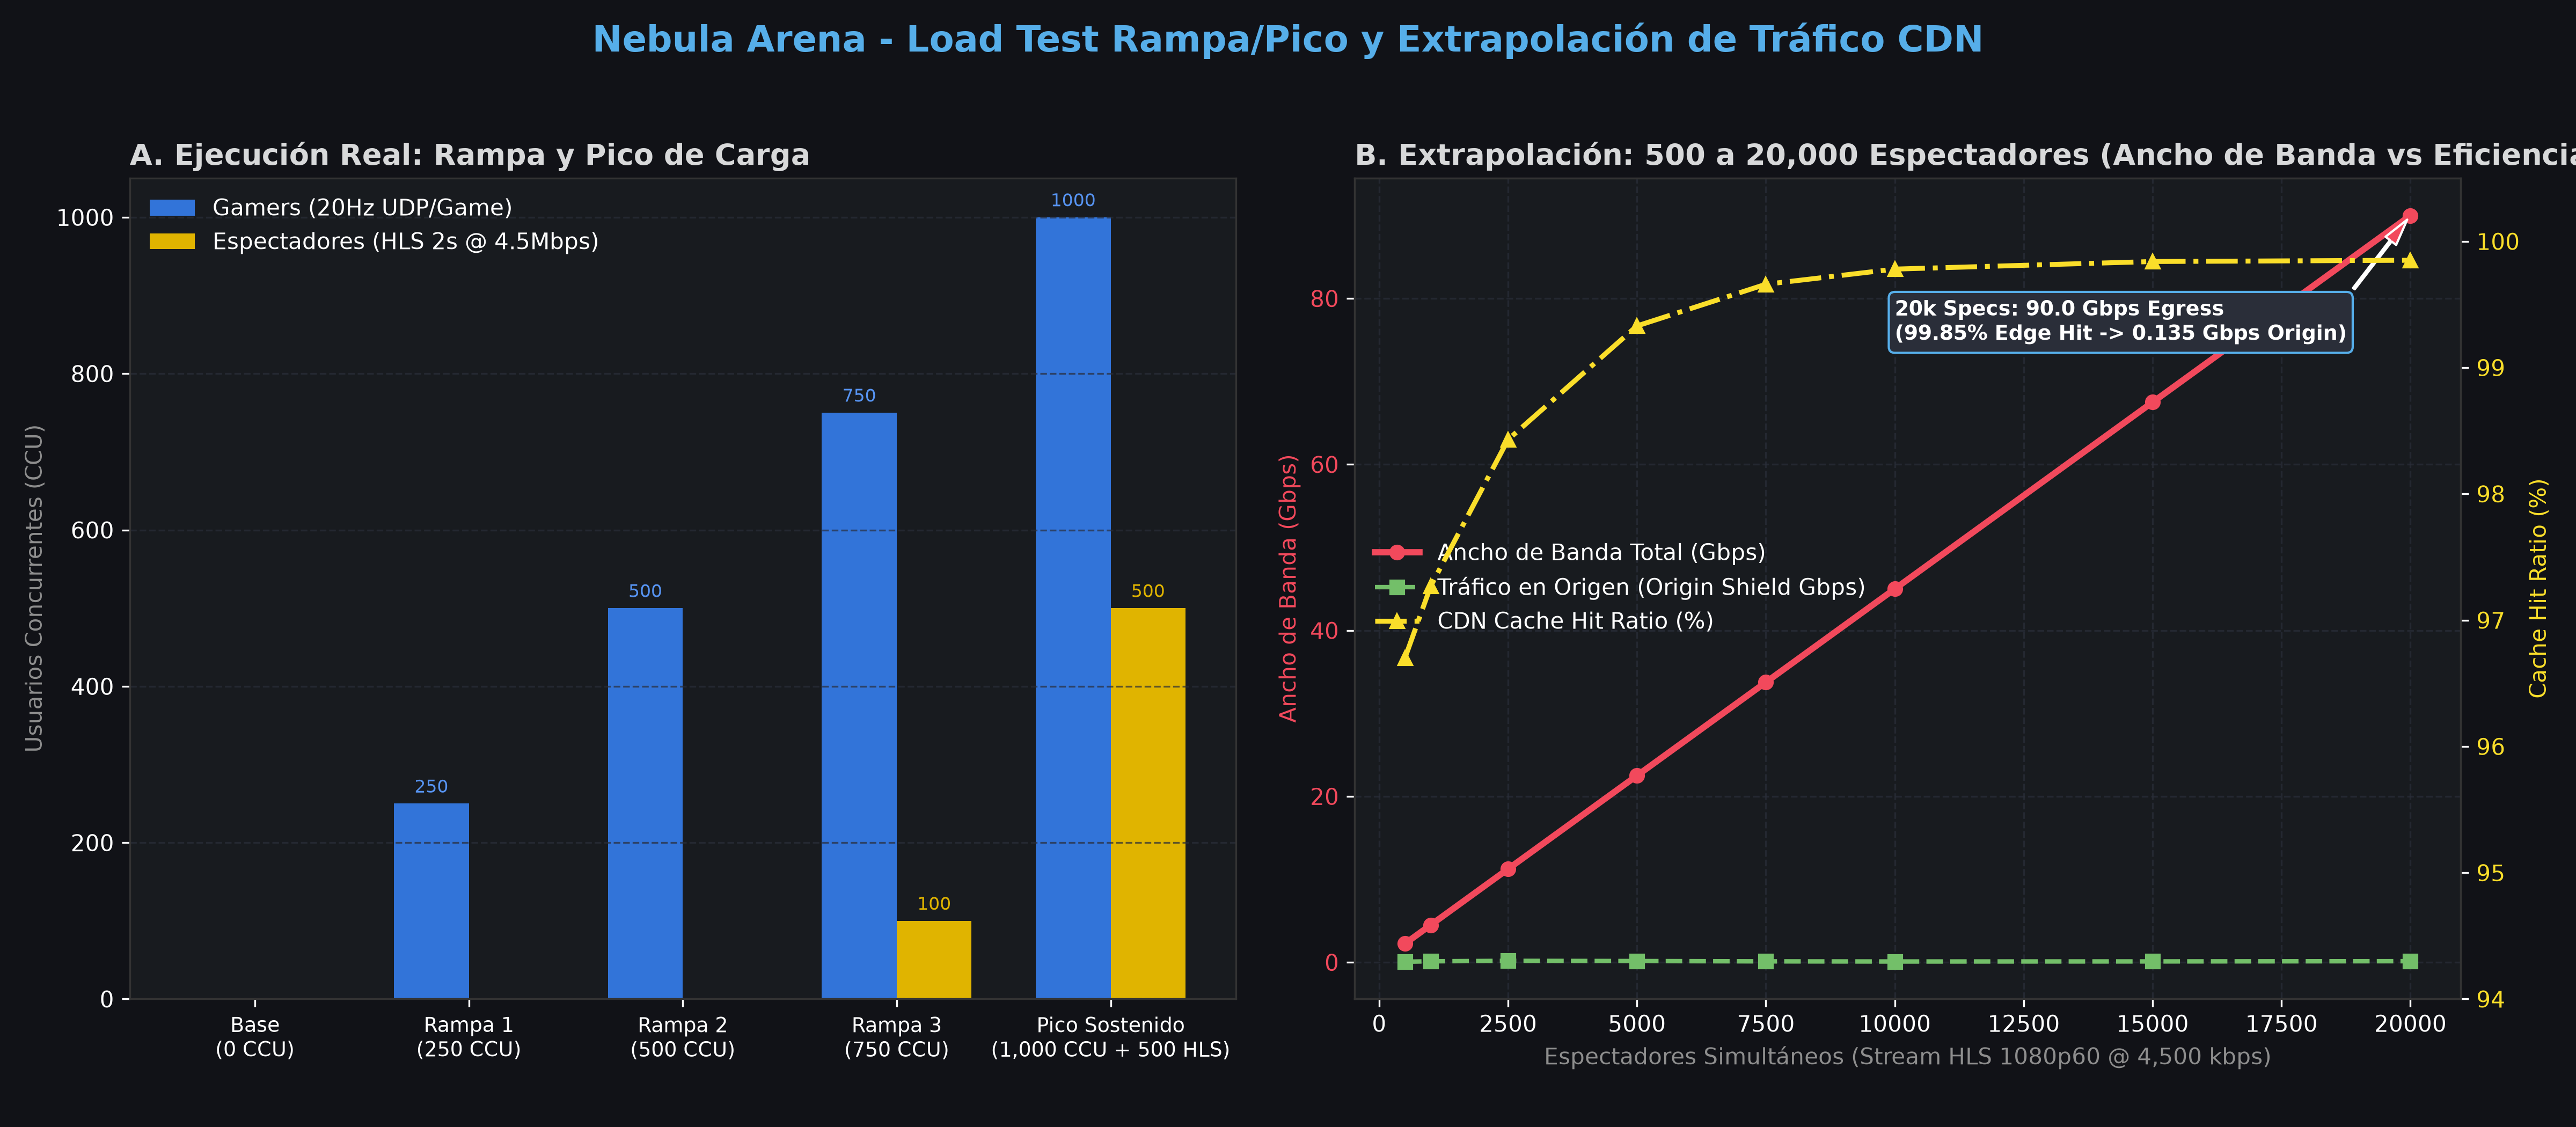 Nebula Arena - Load Test Rampa/Pico y Extrapolación de Tráfico CDN
A. Ejecución Real: Rampa y Pico de Carga
Gamers (20Hz UDP/Game)
Espectadores (HLS 2s @ 4.5Mbps)
Usuarios Concurrentes (CCU)
1000
800
600
400
200
0
250
500
750
100
1000
500
Base
(0 CCU)
Rampa 1
(250 CCU)
Rampa 2
(500 CCU)
Rampa 3
(750 CCU)
Pico Sostenido
(1,000 CCU + 500 HLS)
B. Extrapolación: 500 a 20,000 Espectadores (Ancho de Banda vs Eficiencia
Ancho de Banda (Gbps)
80
60
40
20
0
20k Specs: 90.0 Gbps Egress
(99.85% Edge Hit -> 0.135 Gbps Origin)
Ancho de Banda Total (Gbps)
Tráfico en Origen (Origin Shield Gbps)
CDN Cache Hit Ratio (%)
100
99
98
97
96
95
94
Cache Hit Ratio (%)
0
2500
5000
7500
10000
12500
15000
17500
20000
Espectadores Simultáneos (Stream HLS 1080p60 @ 4,500 kbps)